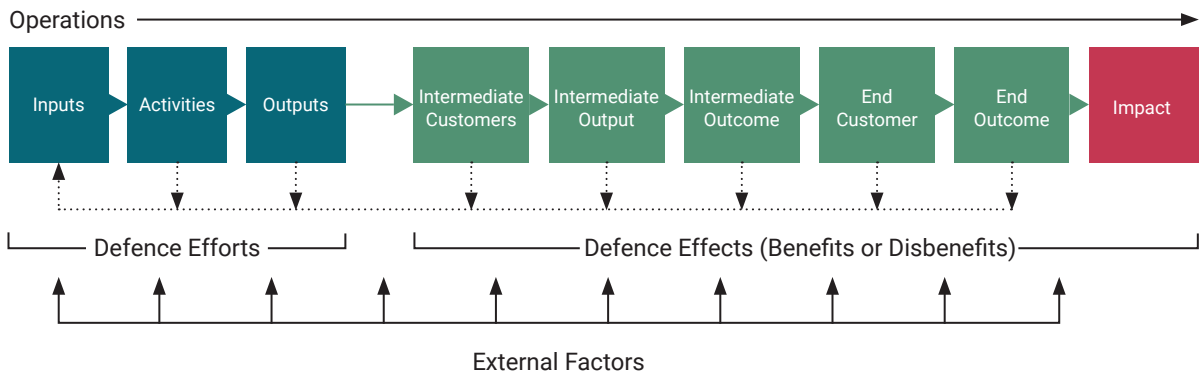 Operations
Inputs
Activities
Outputs
Intermediate
Customers
Intermediate
Output
Intermediate
Outcome
End
Customer
End
Outcome
Impact
Defence Efforts
Defence Effects (Benefits or Disbenefits)
External Factors